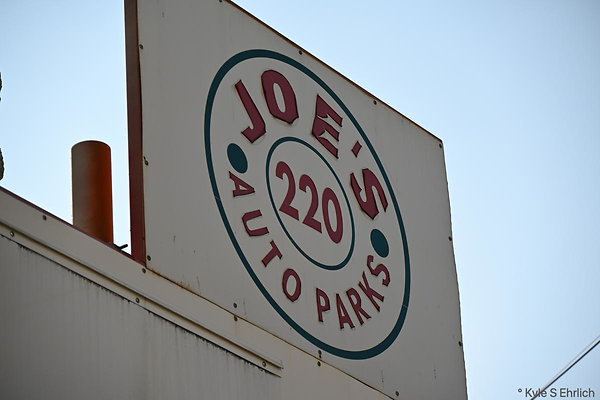 JOE'S
220
AUTO PARKS
° Kyle S Ehrlich